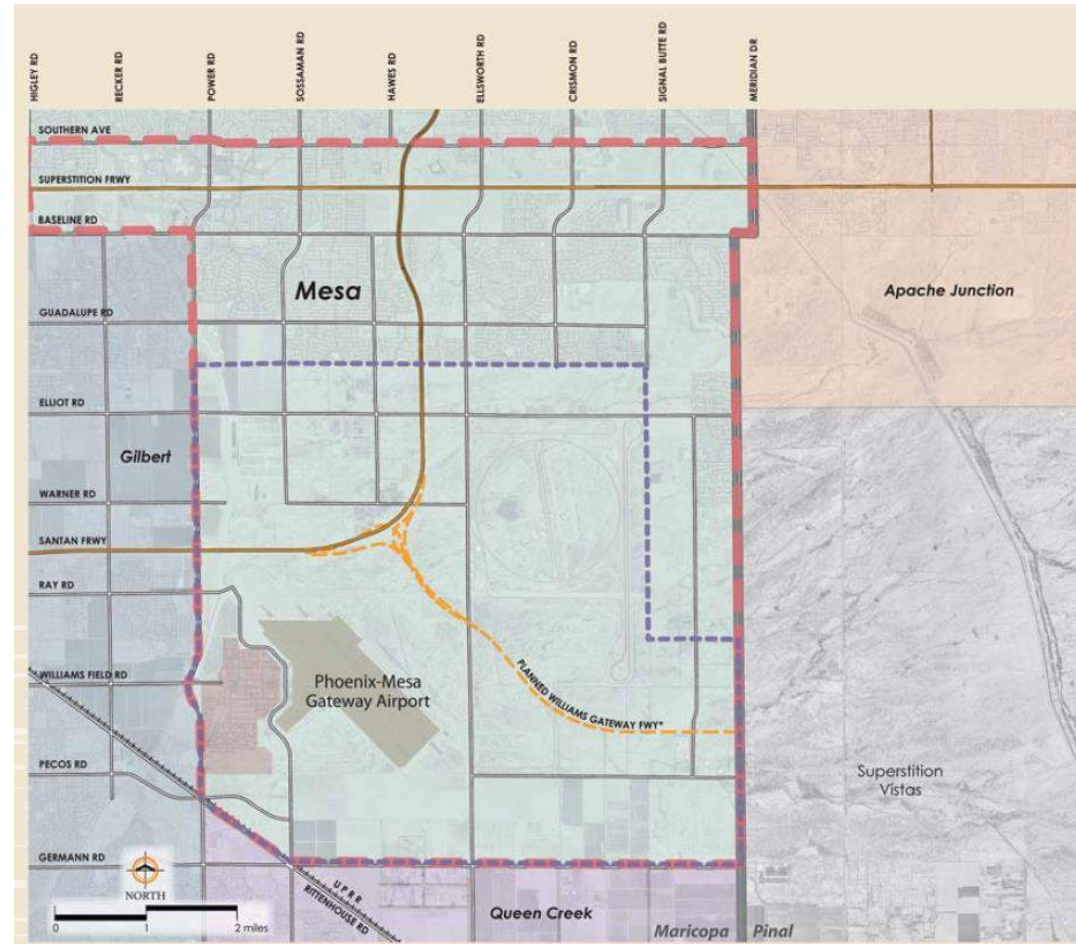 HIGLEY RD
RECKER RD
POWER RD
SOSSAMAN RD
HAWES RD
ELLSWORTH RD
CRISMON RD
SIGNAL BUTTE RD
MERIDIAN DR
SOUTHERN AVE
SUPERSTITION FRWY
BASELINE RD
Mesa
Apache Junction
GUADALUPE RD
ELLIOT RD
Gilbert
WARNER RD
SANTAN FRWY
RAY RD
WILLIAMS FIELD RD
Phoenix-Mesa
Gateway Airport
PLANNED WILLIAMS GATEWAY FWY*
PECOS RD
Superstition
Vistas
GERMANN RD
NORTH
0 1 2 miles
UPRR
RITTENHOUSE RD
Queen Creek
Maricopa Pinal